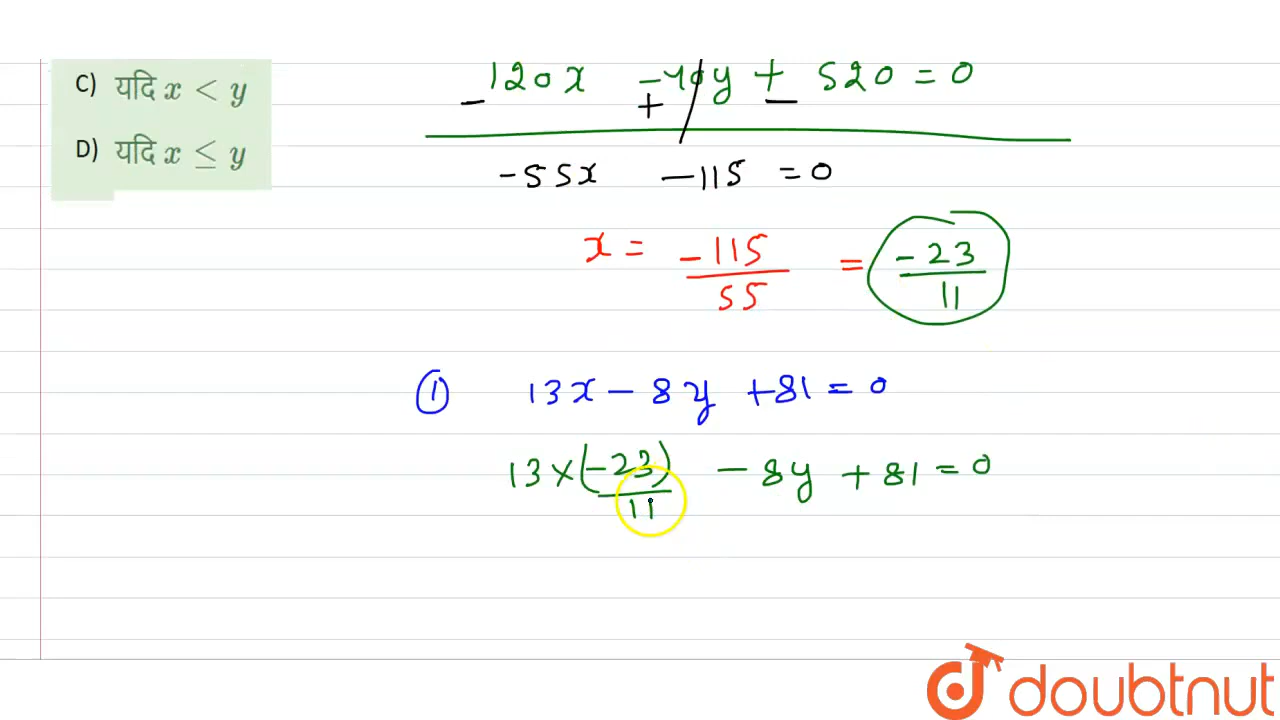 C) यदि x < y
D) यदि x ≤ y
120x - 40y + 520 = 0
- + -
-55x - 115 = 0
x = -115/55 = -23/11
① 13x - 8y + 81 = 0
13 × (-23/11) - 8y + 81 = 0
doubtnut